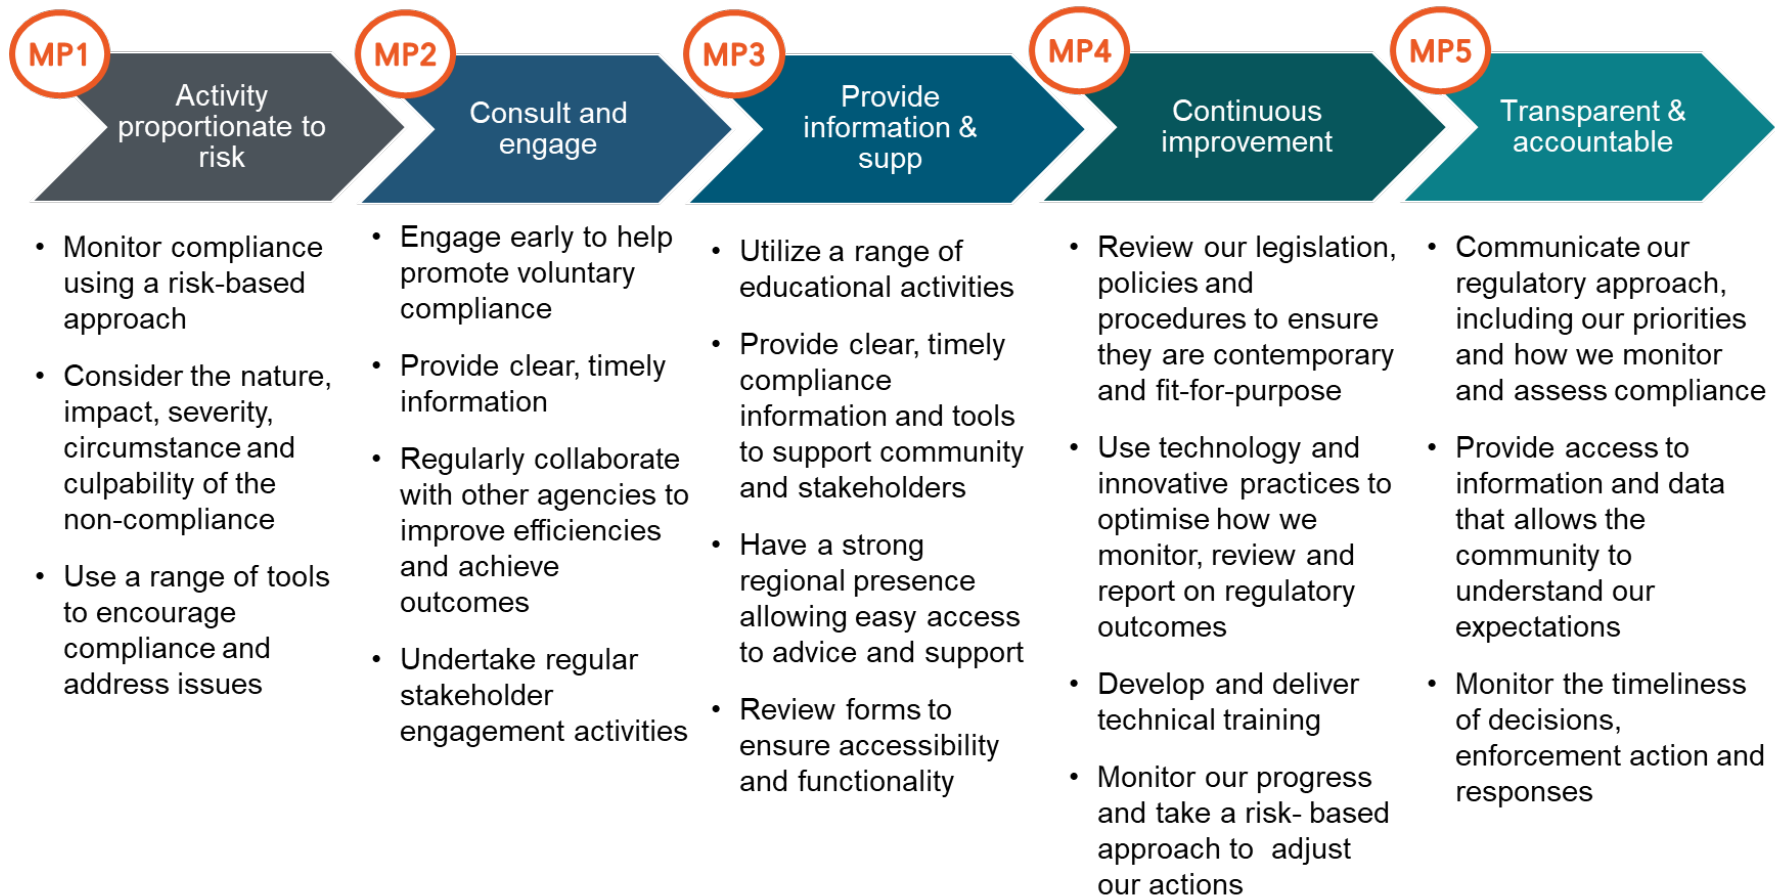 MP1
Activity
proportionate to
risk
• Monitor compliance
using a risk-based
approach
• Consider the nature,
impact, severity,
circumstance and
culpability of the
non-compliance
• Use a range of tools
to encourage
compliance and
address issues
MP2
Consult and
engage
• Engage early to help
promote voluntary
compliance
• Provide clear, timely
information
• Regularly collaborate
with other agencies to
improve efficiencies
and achieve
outcomes
• Undertake regular
stakeholder
engagement activities
MP3
Provide
information &
supp
• Utilize a range of
educational activities
• Provide clear, timely
compliance
information and tools
to support community
and stakeholders
• Have a strong
regional presence
allowing easy access
to advice and support
• Review forms to
ensure accessibility
and functionality
MP4
Continuous
improvement
• Review our legislation,
policies and
procedures to ensure
they are contemporary
and fit-for-purpose
• Use technology and
innovative practices to
optimise how we
monitor, review and
report on regulatory
outcomes
• Develop and deliver
technical training
• Monitor our progress
and take a risk- based
approach to adjust
our actions
MP5
Transparent &
accountable
• Communicate our
regulatory approach,
including our priorities
and how we monitor
and assess compliance
• Provide access to
information and data
that allows the
community to
understand our
expectations
• Monitor the timeliness
of decisions,
enforcement action and
responses